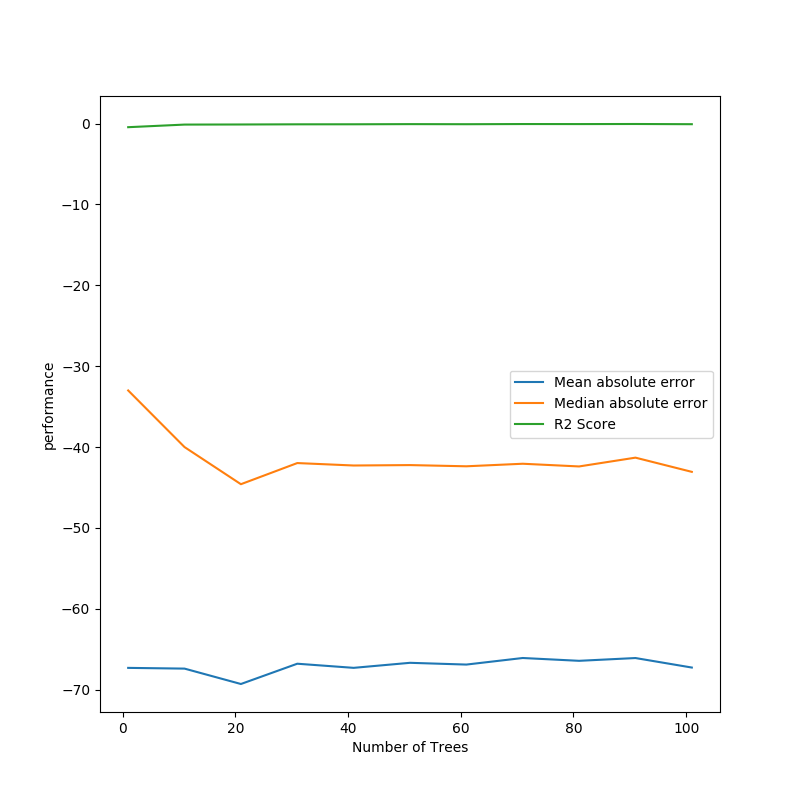 0
−10
−20
−30
−40
−50
−60
−70
performance
Mean absolute error
Median absolute error
R2 Score
0 20 40 60 80 100
Number of Trees